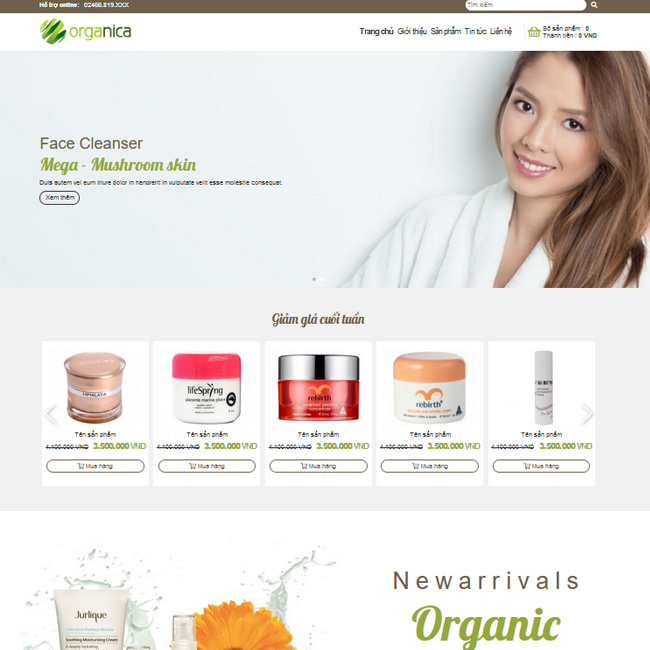 Hỗ trợ online: 02466.819.XXX
Tìm kiếm
organica
Trang chủ Giới thiệu Sản phẩm Tin tức Liên hệ
Số sản phẩm : 0
Thành tiền : 0 VND
Face Cleanser
Mega - Mushroom skin
Duis autem vel eum iriure dolor in hendrerit in vulputate velit esse molestie consequat.
Xem thêm
Giảm giá cuối tuần
HIMALAYA
lifeSpring
rebirth
rebirth
Tên sản phẩm Tên sản phẩm Tên sản phẩm Tên sản phẩm Tên sản phẩm
4.100.000 VND 3.500.000 VND 4.100.000 VND 3.500.000 VND 4.100.000 VND 3.500.000 VND 4.100.000 VND 3.500.000 VND 4.100.000 VND 3.500.000 VND
Mua hàng Mua hàng Mua hàng Mua hàng Mua hàng
Newarrivals
Organic
Jurlique
Soothing Moisturising Cream
A deeply hydrating